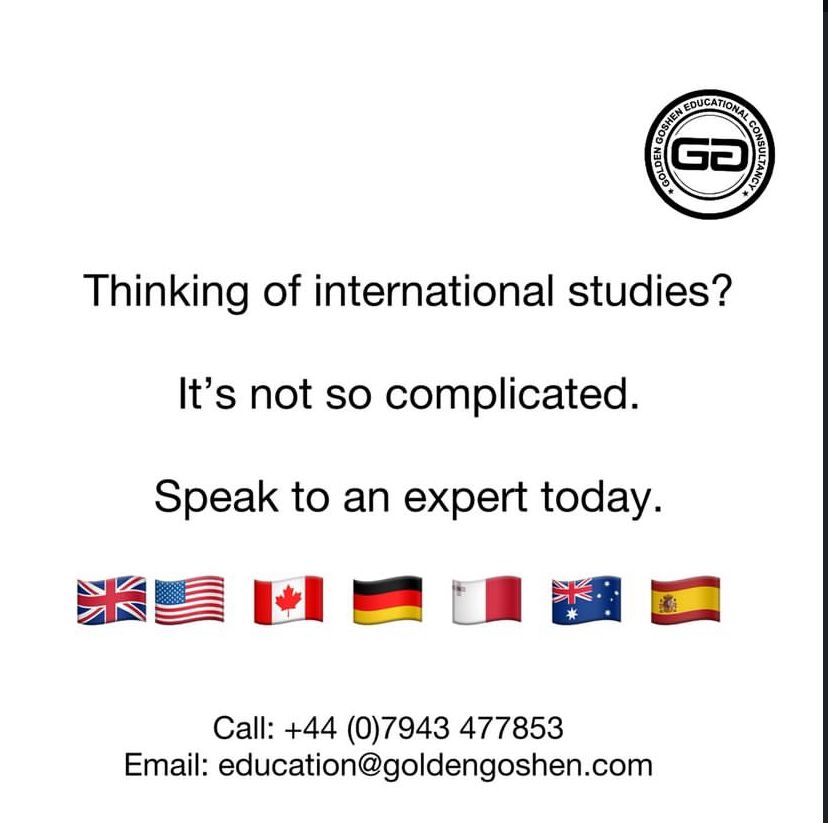 GOLDEN GOSHEN EDUCATIONAL CONSULTANCY
GG
Thinking of international studies?
It’s not so complicated.
Speak to an expert today.
Call: +44 (0)7943 477853
Email: education@goldengoshen.com